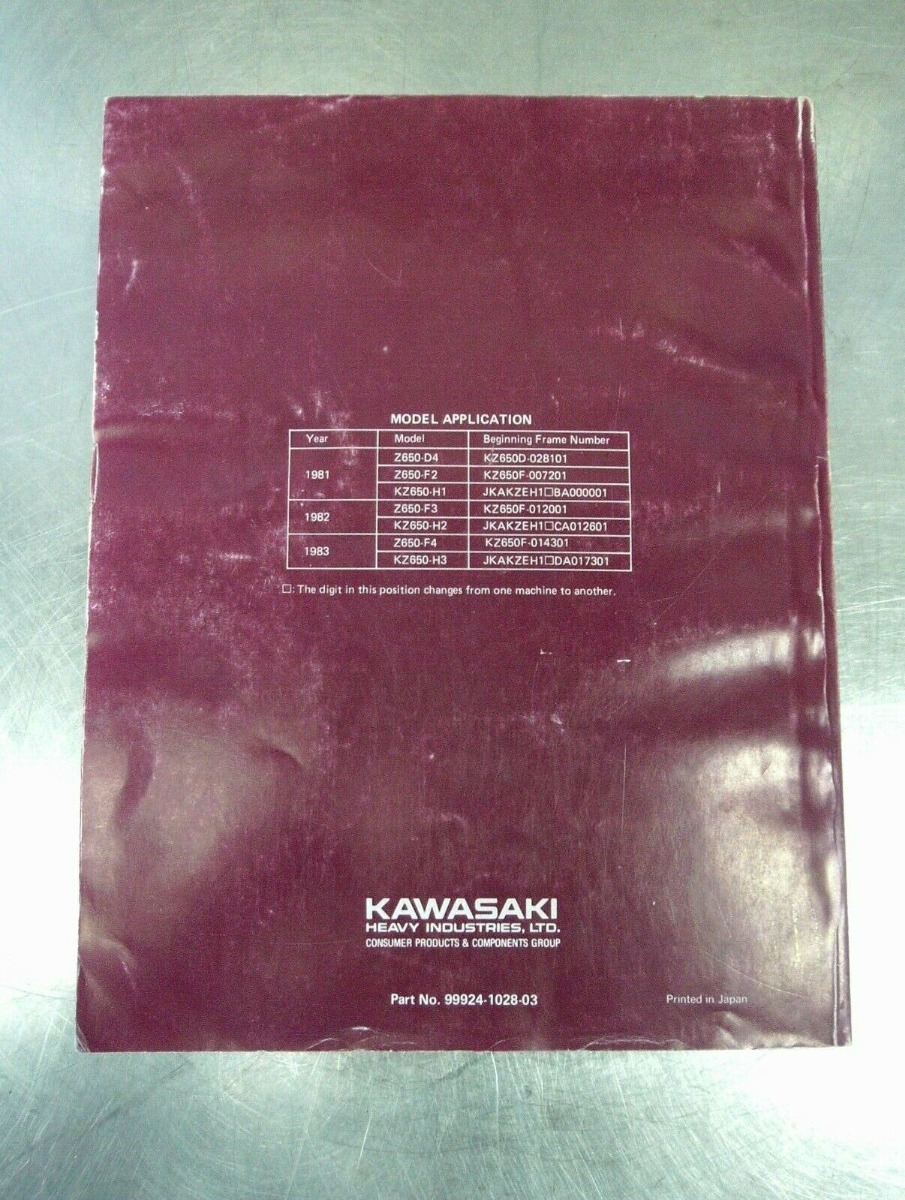 MODEL APPLICATION
Year Model Beginning Frame Number
1981 Z650-D4 KZ650D-028101
Z650-F2 KZ650F-007201
KZ650-H1 JKAKZEH1□BA000001
1982 Z650-F3 KZ650F-012001
KZ650-H2 JKAKZEH1□CA012601
1983 Z650-F4 KZ650F-014301
KZ650-H3 JKAKZEH1□DA017301
□: The digit in this position changes from one machine to another.
KAWASAKI
HEAVY INDUSTRIES, LTD.
CONSUMER PRODUCTS & COMPONENTS GROUP
Part No. 99924-1028-03 Printed in Japan